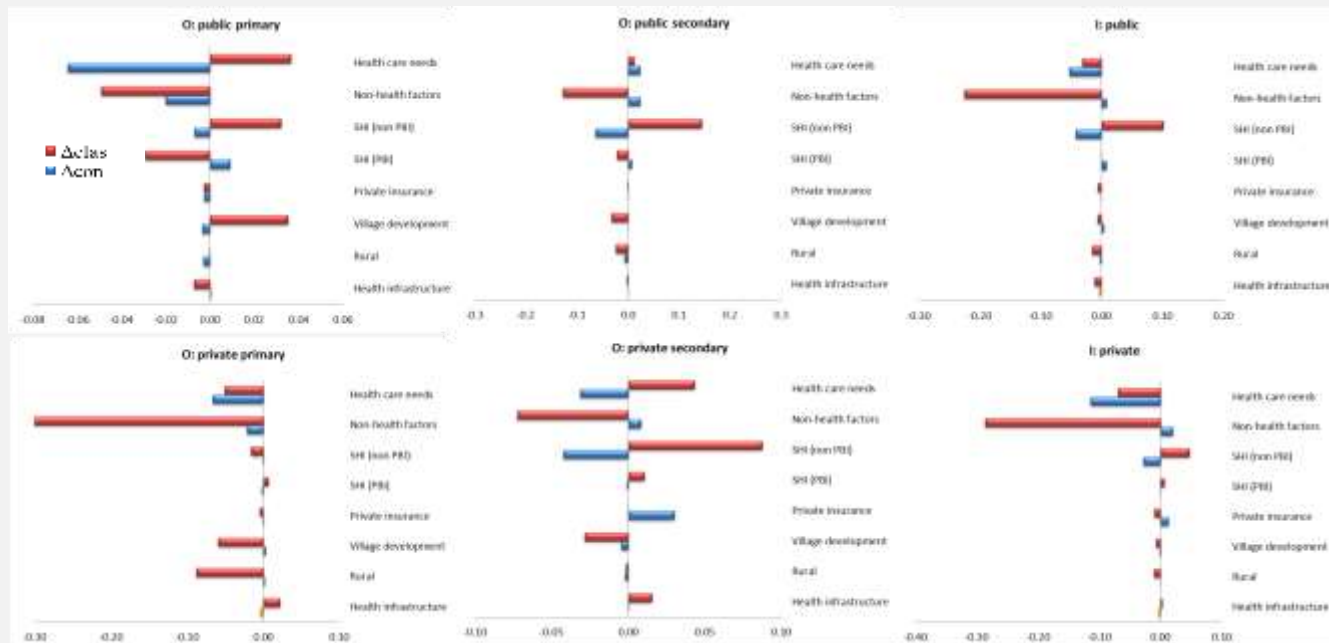 O: public primary
Health care needs
Non-health factors
SHI (non PBI)
SHI (PBI)
Private insurance
Village development
Rural
Health infrastructure
-0.08 -0.06 -0.04 -0.02 0.00 0.02 0.04 0.06
Δelas
Δcon
O: public secondary
Health care needs
Non-health factors
SHI (non PBI)
SHI (PBI)
Private insurance
Village development
Rural
Health infrastructure
-0.3 -0.2 -0.1 0.0 0.1 0.2 0.3
I: public
Health care needs
Non-health factors
SHI (non PBI)
SHI (PBI)
Private insurance
Village development
Rural
Health infrastructure
-0.30 -0.20 -0.10 0.00 0.10 0.20
O: private primary
Health care needs
Non-health factors
SHI (non PBI)
SHI (PBI)
Private insurance
Village development
Rural
Health infrastructure
-0.30 -0.20 -0.10 0.00 0.10
O: private secondary
Health care needs
Non-health factors
SHI (non PBI)
SHI (PBI)
Private insurance
Village development
Rural
Health infrastructure
-0.10 -0.05 0.00 0.05 0.10
I: private
Health care needs
Non-health factors
SHI (non PBI)
SHI (PBI)
Private insurance
Village development
Rural
Health infrastructure
-0.40 -0.30 -0.20 -0.10 0.00 0.10